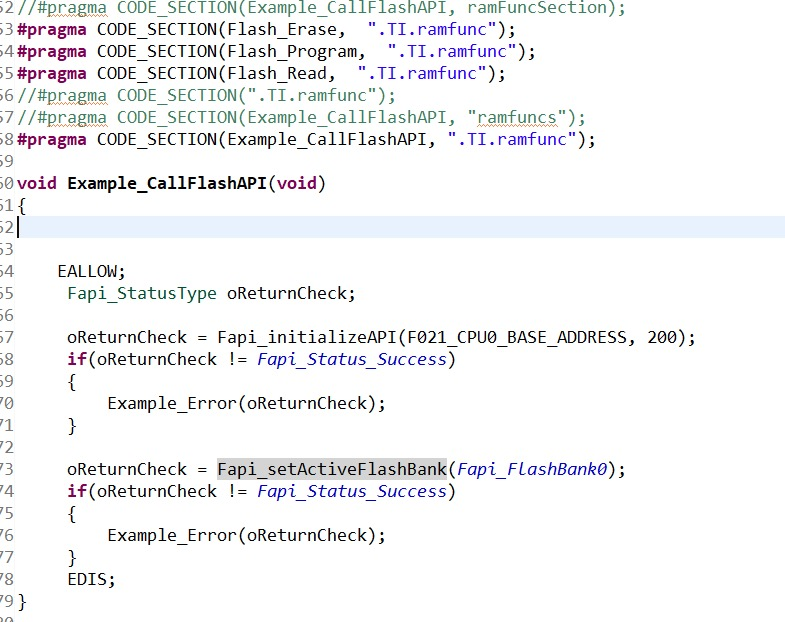 52//#pragma CODE_SECTION(Example_CallFlashAPI, ramFuncSection);
53#pragma CODE_SECTION(Flash_Erase,  ".TI.ramfunc");
54#pragma CODE_SECTION(Flash_Program,  ".TI.ramfunc");
55#pragma CODE_SECTION(Flash_Read,  ".TI.ramfunc");
56//#pragma CODE_SECTION(".TI.ramfunc");
57//#pragma CODE_SECTION(Example_CallFlashAPI, "ramfuncs");
58#pragma CODE_SECTION(Example_CallFlashAPI, ".TI.ramfunc");
59
60void Example_CallFlashAPI(void)
61{
62
63
64    EALLOW;
65     Fapi_StatusType oReturnCheck;
66
67     oReturnCheck = Fapi_initializeAPI(F021_CPU0_BASE_ADDRESS, 200);
68     if(oReturnCheck != Fapi_Status_Success)
69     {
70         Example_Error(oReturnCheck);
71     }
72
73     oReturnCheck = Fapi_setActiveFlashBank(Fapi_FlashBank0);
74     if(oReturnCheck != Fapi_Status_Success)
75     {
76         Example_Error(oReturnCheck);
77     }
78     EDIS;
79}